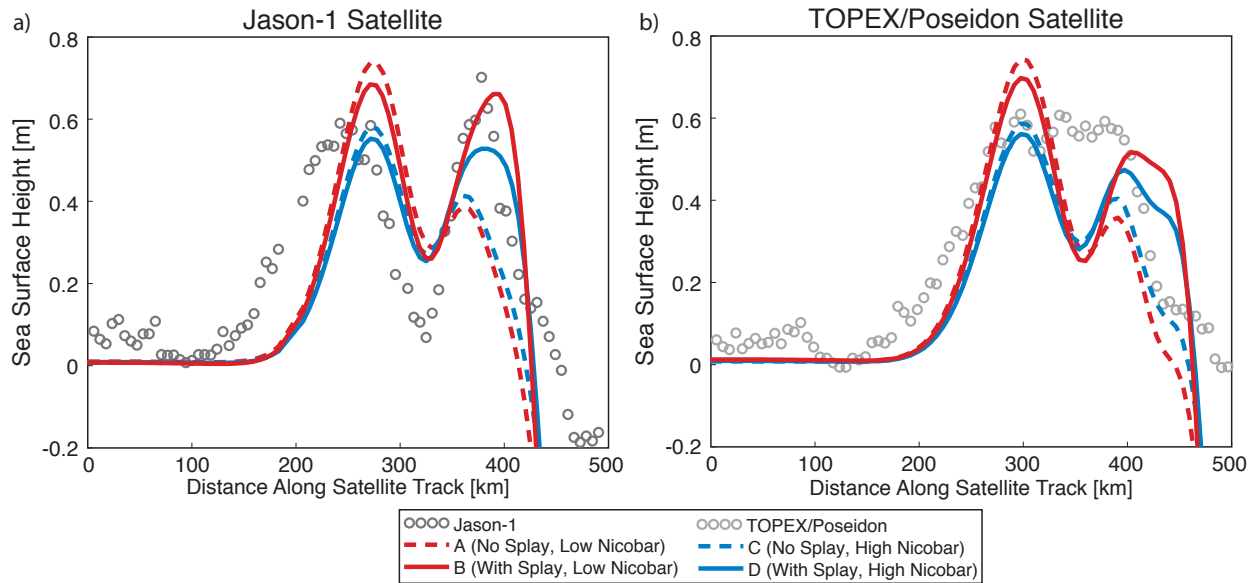 a) Jason-1 Satellite
0.8
0.6
0.4
0.2
0
-0.2
Sea Surface Height [m]
0 100 200 300 400 500
Distance Along Satellite Track [km]
b) TOPEX/Poseidon Satellite
0.8
0.6
0.4
0.2
0
-0.2
Sea Surface Height [m]
0 100 200 300 400 500
Distance Along Satellite Track [km]
Jason-1 TOPEX/Poseidon
A (No Splay, Low Nicobar) C (No Splay, High Nicobar)
B (With Splay, Low Nicobar) D (With Splay, High Nicobar)